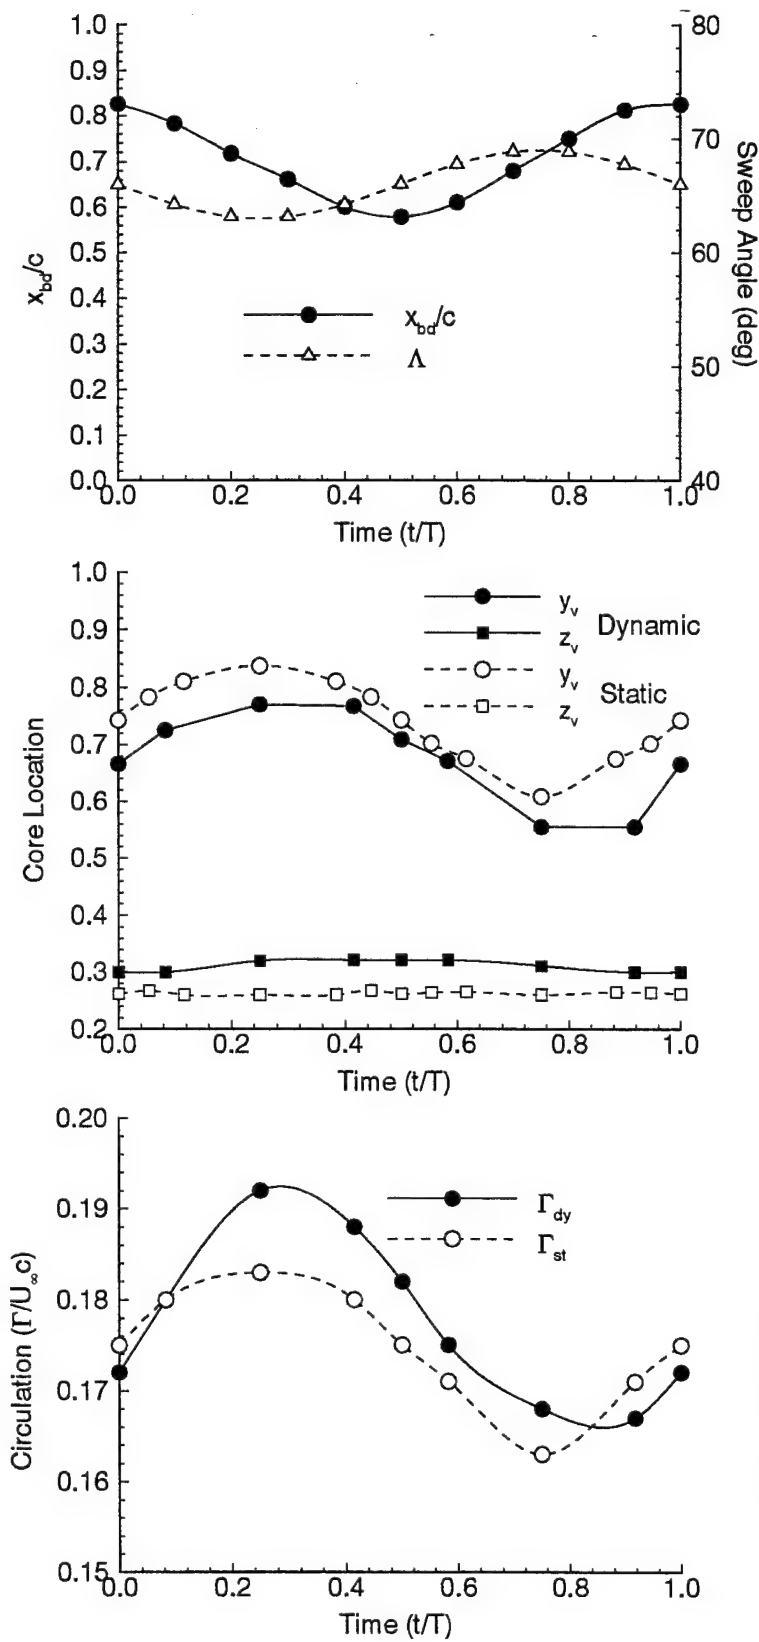 1.0
0.9
0.8
0.7
0.6
0.5
0.4
0.3
0.2
0.1
0.0
x_bd/c
80
70
60
50
40
Sweep Angle (deg)
x_bd/c
Λ
0.0 0.2 0.4 0.6 0.8 1.0
Time (t/T)
1.0
0.9
0.8
0.7
0.6
0.5
0.4
0.3
0.2
Core Location
y_v
z_v
Dynamic
y_v
z_v
Static
0.0 0.2 0.4 0.6 0.8 1.0
Time (t/T)
0.20
0.19
0.18
0.17
0.16
0.15
Circulation (Γ/U_∞c)
Γ_dy
Γ_st
0.0 0.2 0.4 0.6 0.8 1.0
Time (t/T)